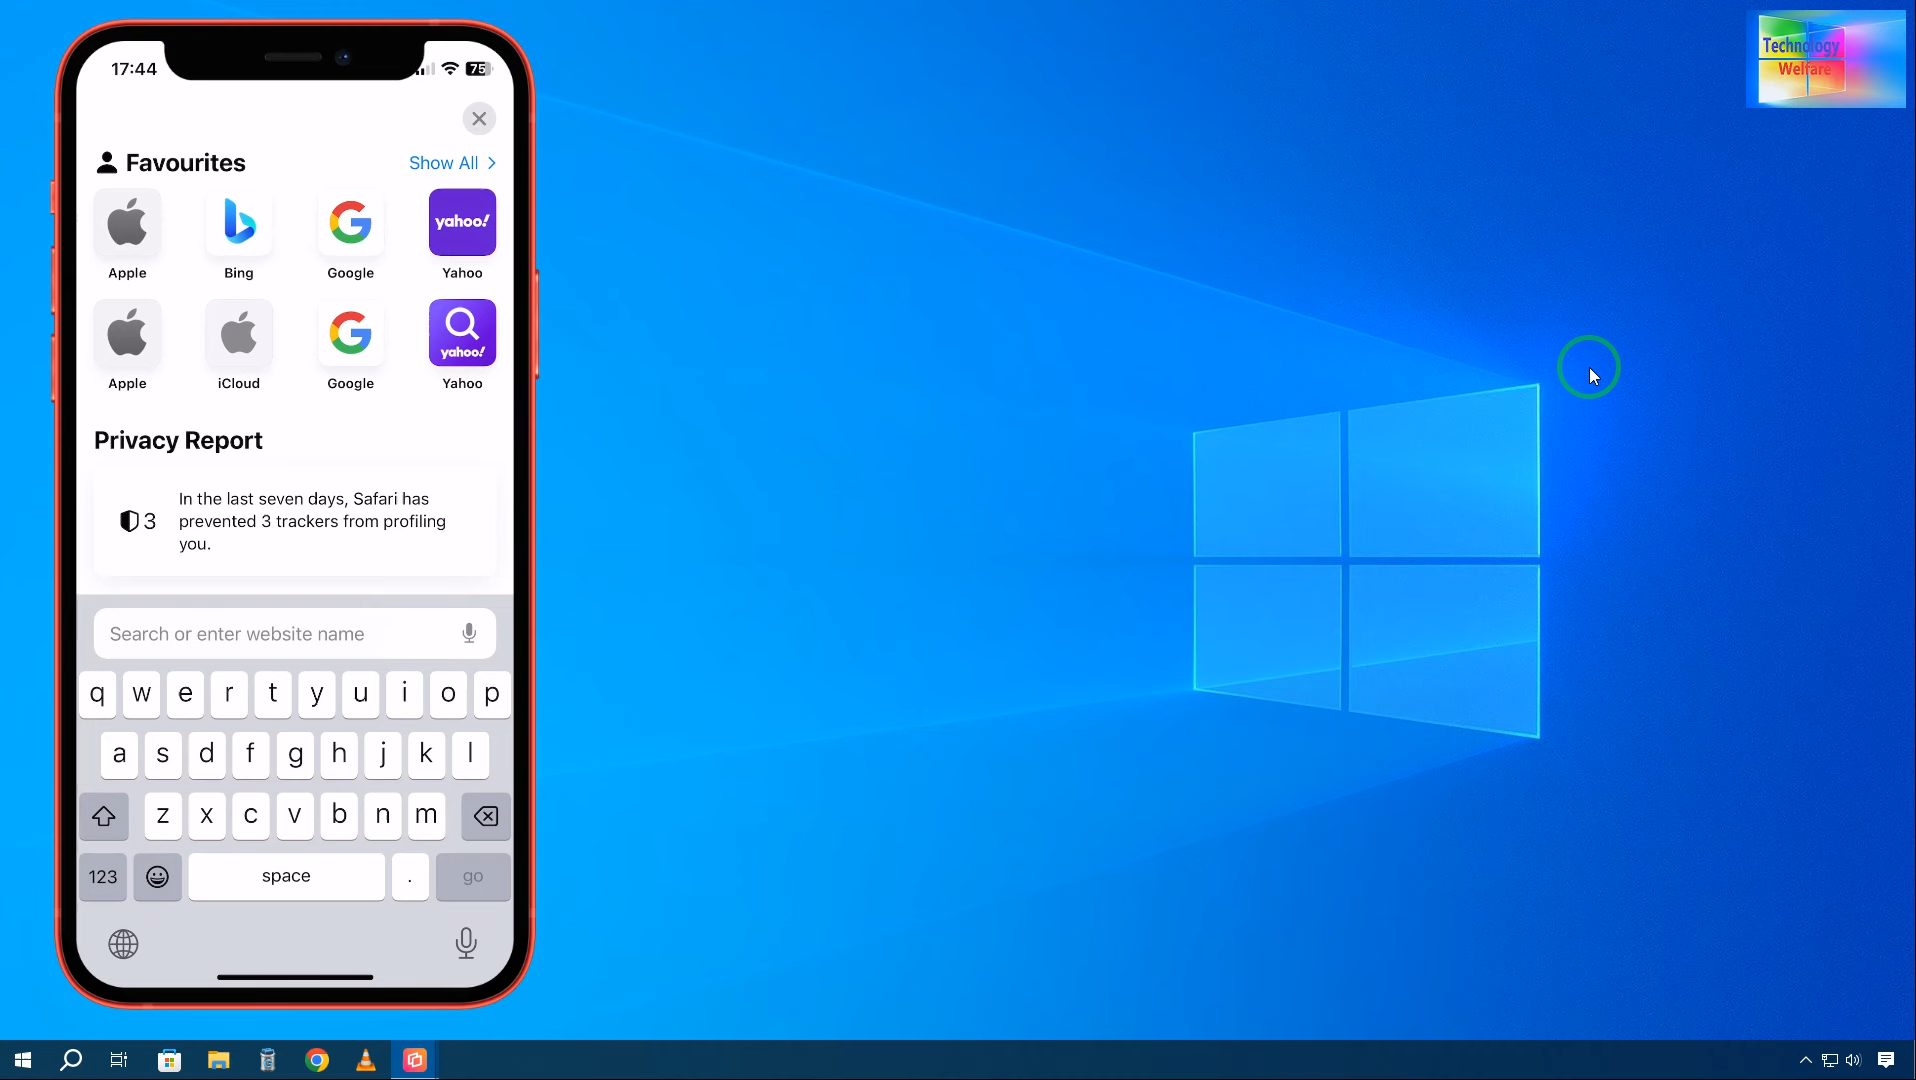 17:44
75
Technology
Welfare
Favourites
Show All
yahoo!
Apple
Bing
Google
Yahoo
yahoo!
Apple
iCloud
Google
Yahoo
Privacy Report
3
In the last seven days, Safari has
prevented 3 trackers from profiling
you.
Search or enter website name
q w e r t y u i o p
a s d f g h j k l
z x c v b n m
123
space
.
go